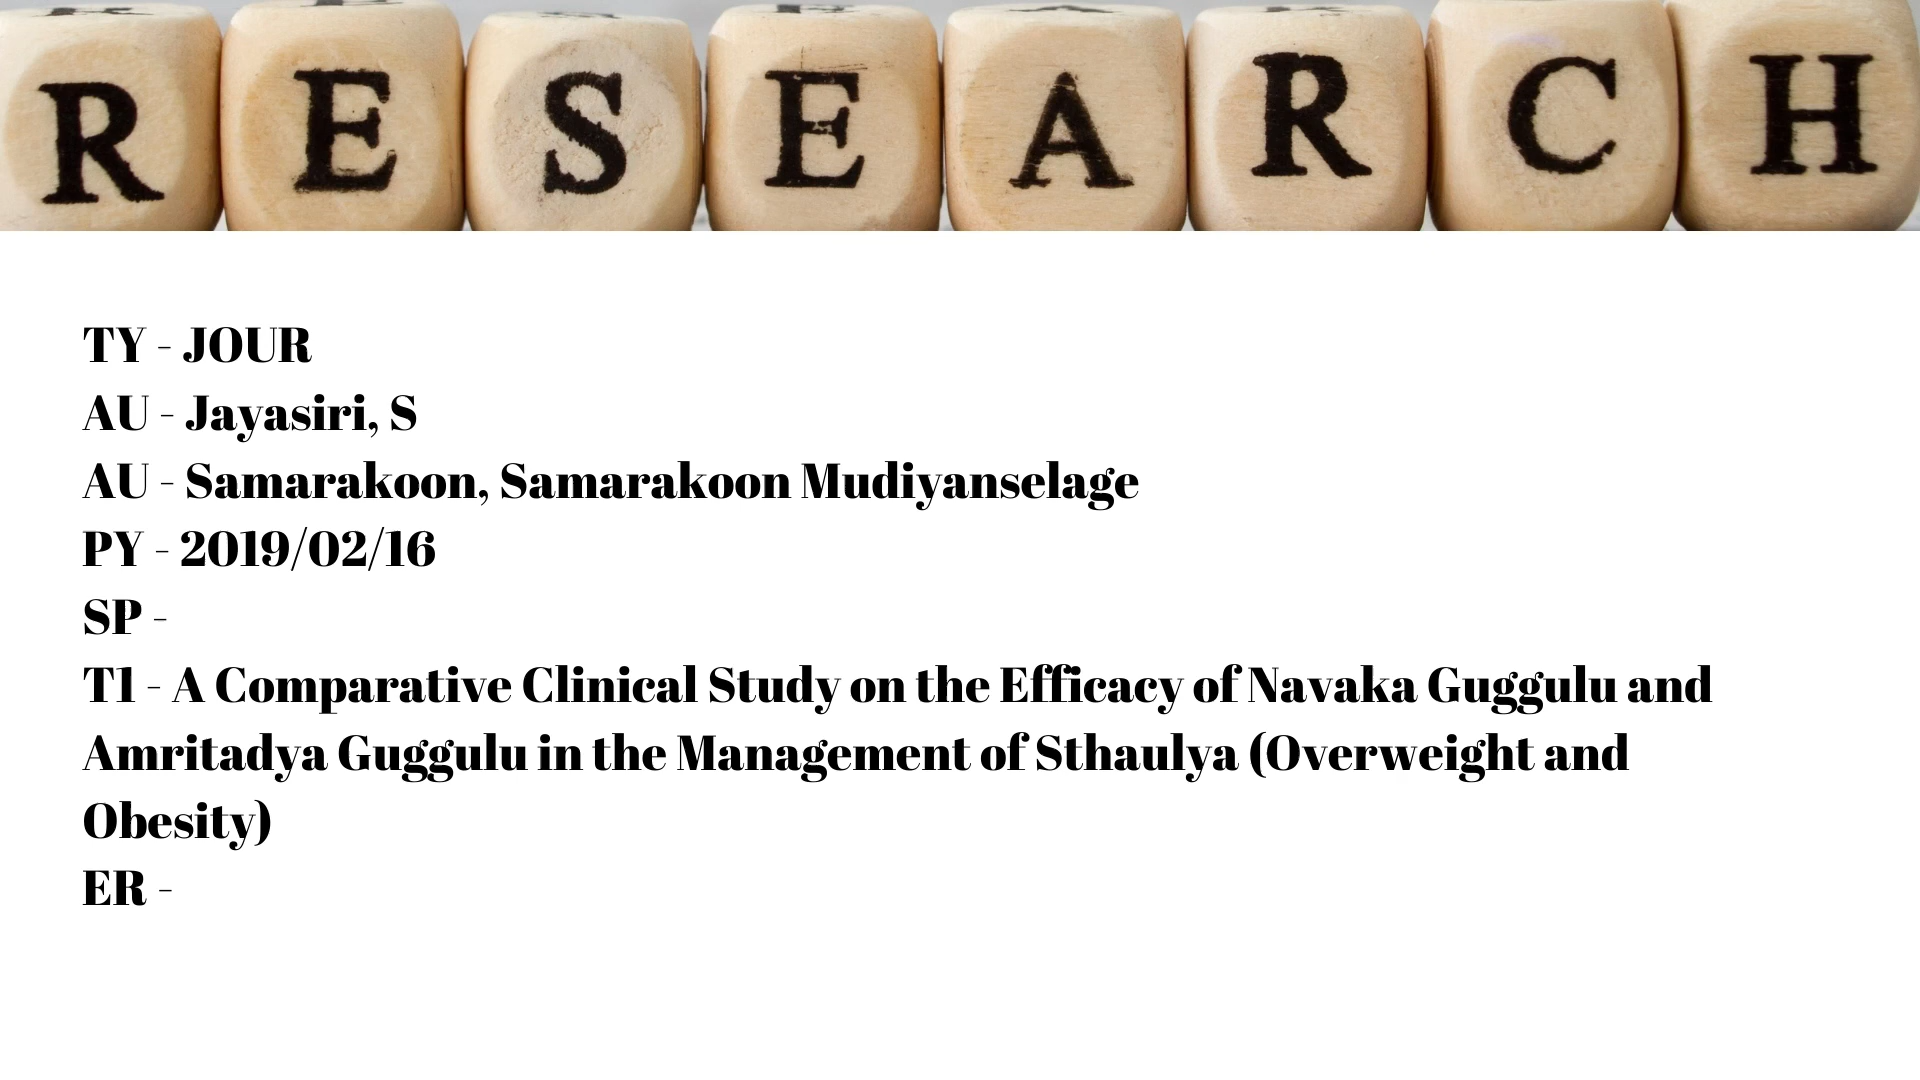 RESEARCH
TY - JOUR
AU - Jayasiri, S
AU - Samarakoon, Samarakoon Mudiyanselage
PY - 2019/02/16
SP -
T1 - A Comparative Clinical Study on the Efficacy of Navaka Guggulu and
Amritadya Guggulu in the Management of Sthaulya (Overweight and
Obesity)
ER -